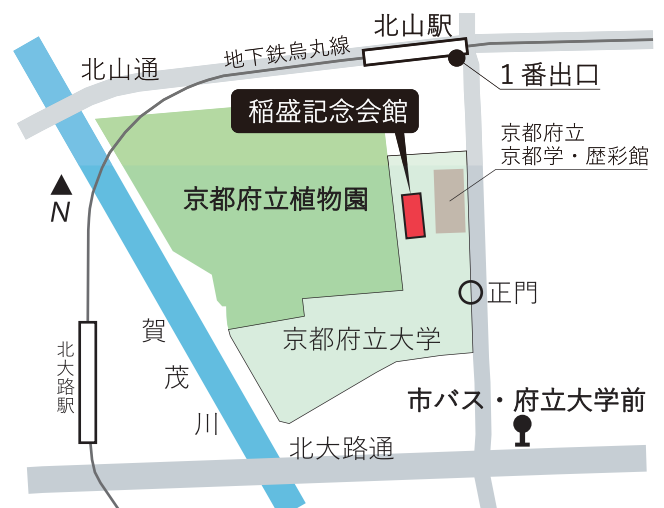 北山駅
地下鉄烏丸線
北山通
1番出口
稲盛記念会館
京都府立
京都学・歴彩館
京都府立植物園
N
正門
京都府立大学
賀茂川
北大路駅
市バス・府立大学前
北大路通